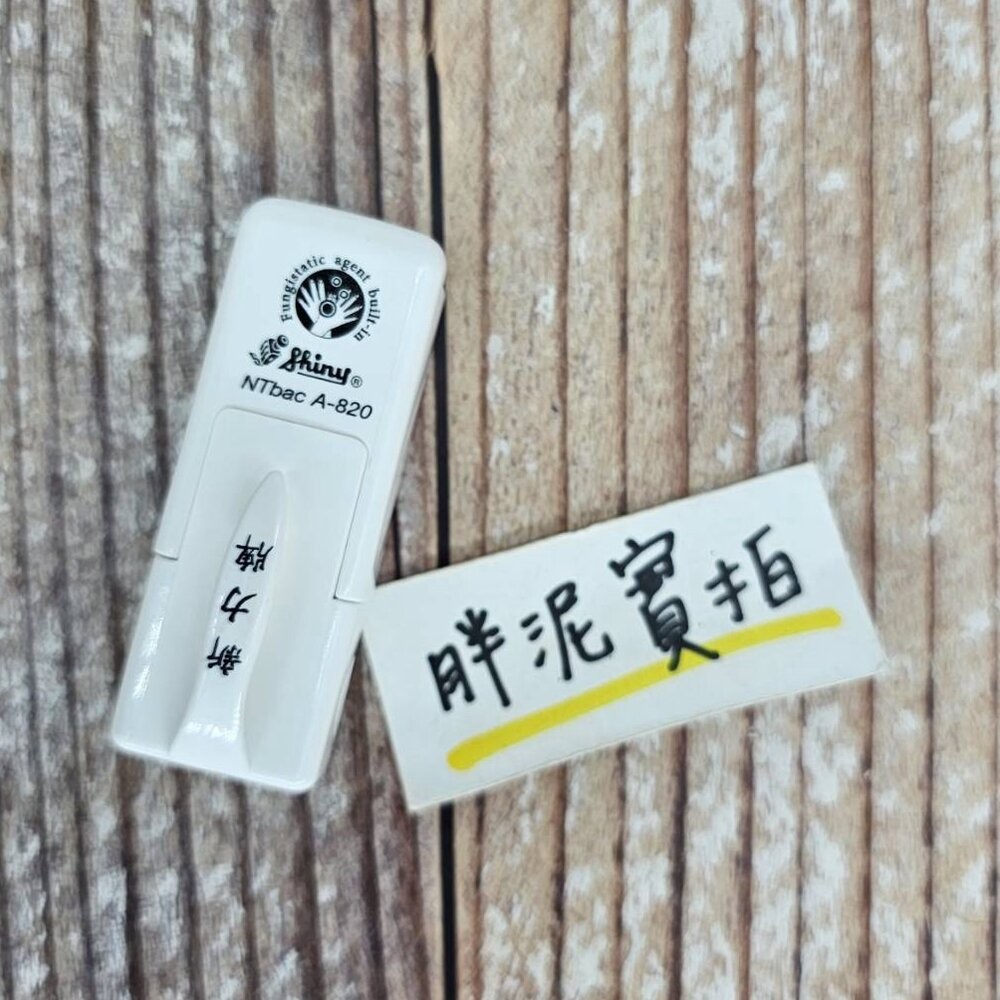 Fungistatic agent built-in
Shiny®
NTbac A-820
新力牌
胖泥實拍